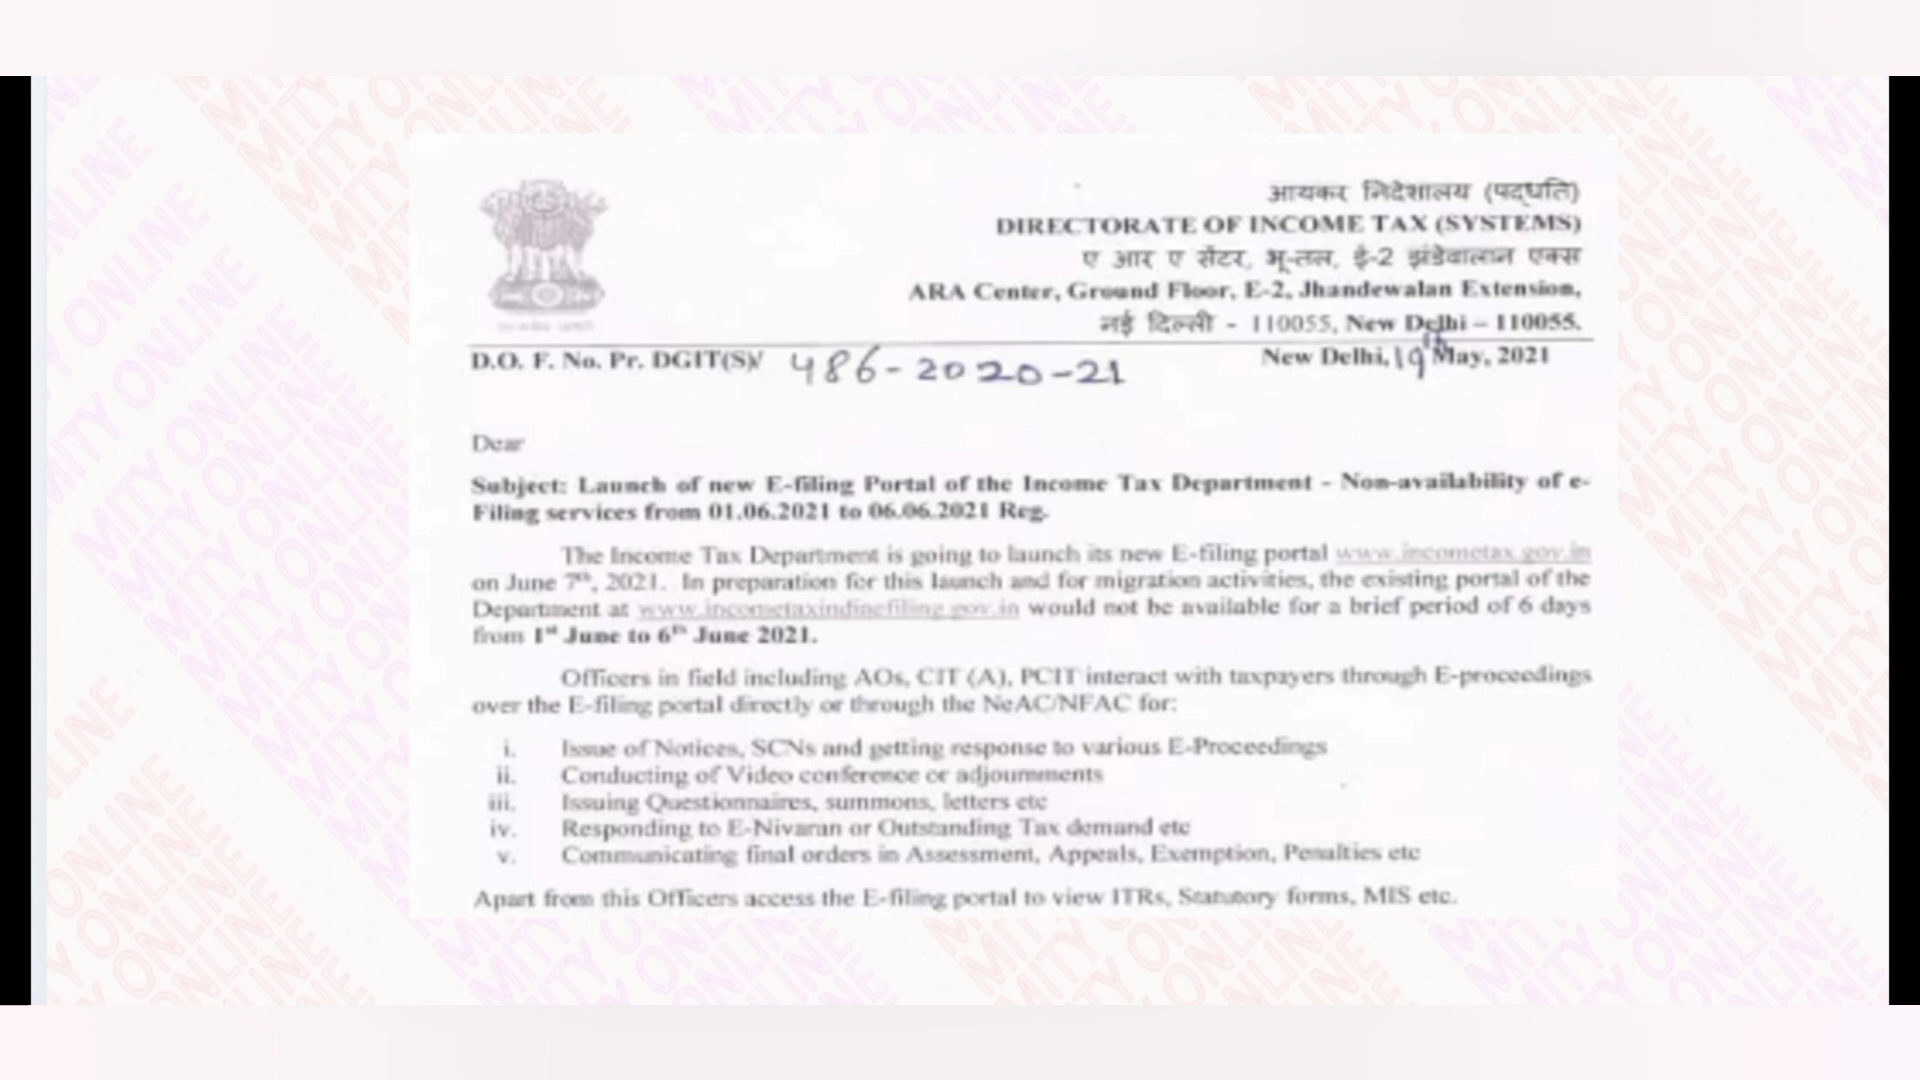 आयकर निदेशालय (पद्धति)
DIRECTORATE OF INCOME TAX (SYSTEMS)
ए आर ए सेंटर, भू-तल, ई-2 झंडेवालान एक्स
ARA Center, Ground Floor, E-2, Jhandewalan Extension,
नई दिल्ली - 110055, New Delhi – 110055.
D.O. F. No. Pr. DGIT(S)/ 486-2020-21 New Delhi, 19th May, 2021
Dear
Subject: Launch of new E-filing Portal of the Income Tax Department - Non-availability of e-
Filing services from 01.06.2021 to 06.06.2021 Reg.
The Income Tax Department is going to launch its new E-filing portal www.incometax.gov.in
on June 7th, 2021. In preparation for this launch and for migration activities, the existing portal of the
Department at www.incometaxindiaefiling.gov.in would not be available for a brief period of 6 days
from 1st June to 6th June 2021.
Officers in field including AOs, CIT (A), PCIT interact with taxpayers through E-proceedings
over the E-filing portal directly or through the NeAC/NFAC for:
i. Issue of Notices, SCNs and getting response to various E-Proceedings
ii. Conducting of Video conference or adjournments
iii. Issuing Questionnaires, summons, letters etc
iv. Responding to E-Nivaran or Outstanding Tax demand etc
v. Communicating final orders in Assessment, Appeals, Exemption, Penalties etc
Apart from this Officers access the E-filing portal to view ITRs, Statutory forms, MIS etc.
MITY ONLINE